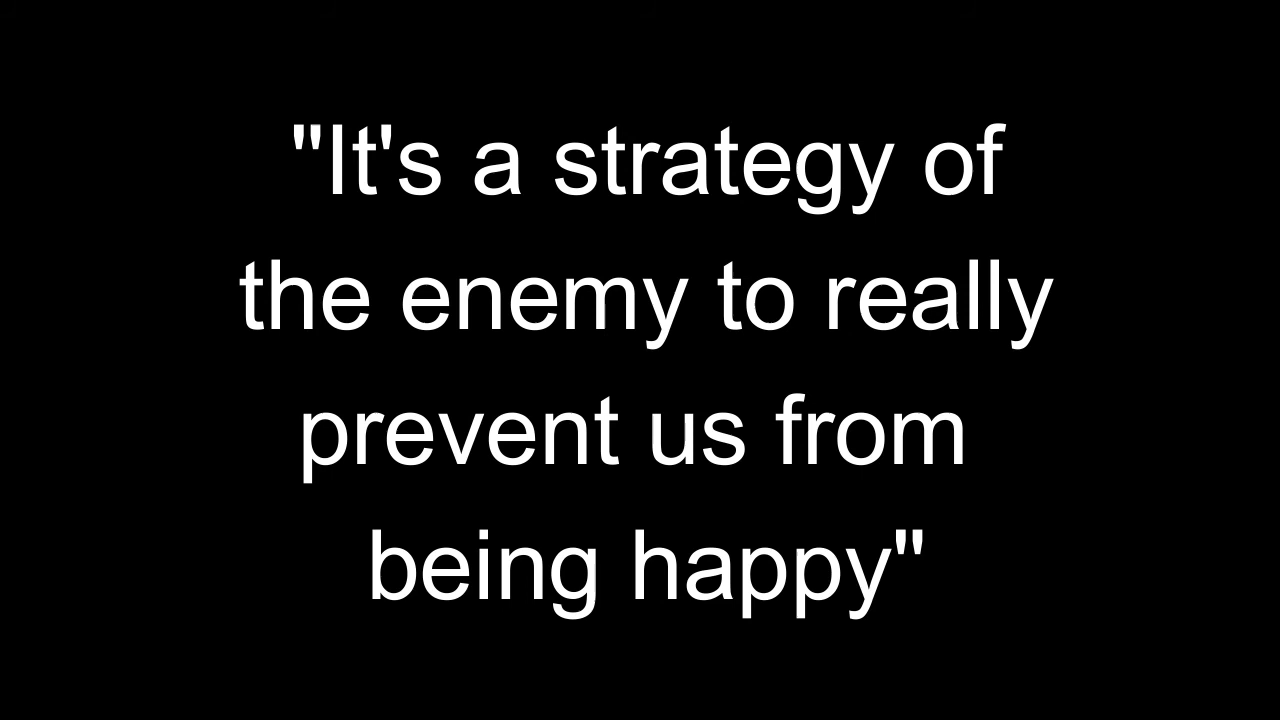 "It's a strategy of
the enemy to really
prevent us from
being happy"